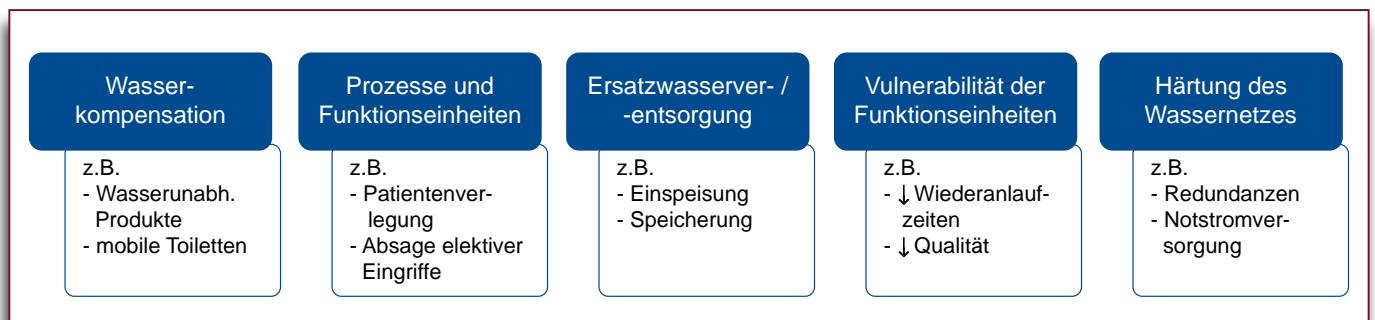 Wasser-
kompensation
z.B.
- Wasserunabh.
Produkte
- mobile Toiletten
Prozesse und
Funktionseinheiten
z.B.
- Patientenver-
legung
- Absage elektiver
Eingriffe
Ersatzwasserver- /
-entsorgung
z.B.
- Einspeisung
- Speicherung
Vulnerabilität der
Funktionseinheiten
z.B.
- ↓ Wiederanlauf-
zeiten
- ↓ Qualität
Härtung des
Wassernetzes
z.B.
- Redundanzen
- Notstromver-
sorgung